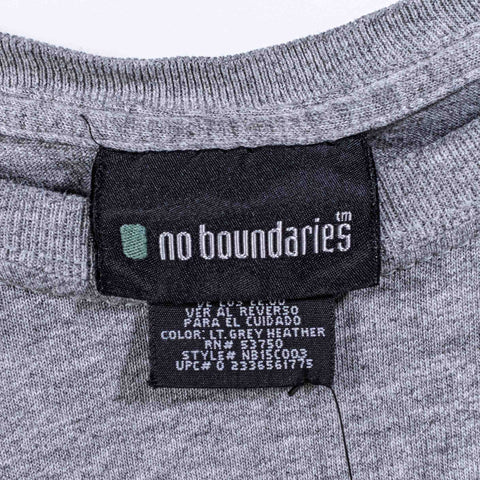 no boundaries tm
VER AL REVERSO
PARA EL CUIDADO
COLOR: LT. GREY HEATHER
RN# 53750
STYLE# NB15C003
UPC# 0 2336561775